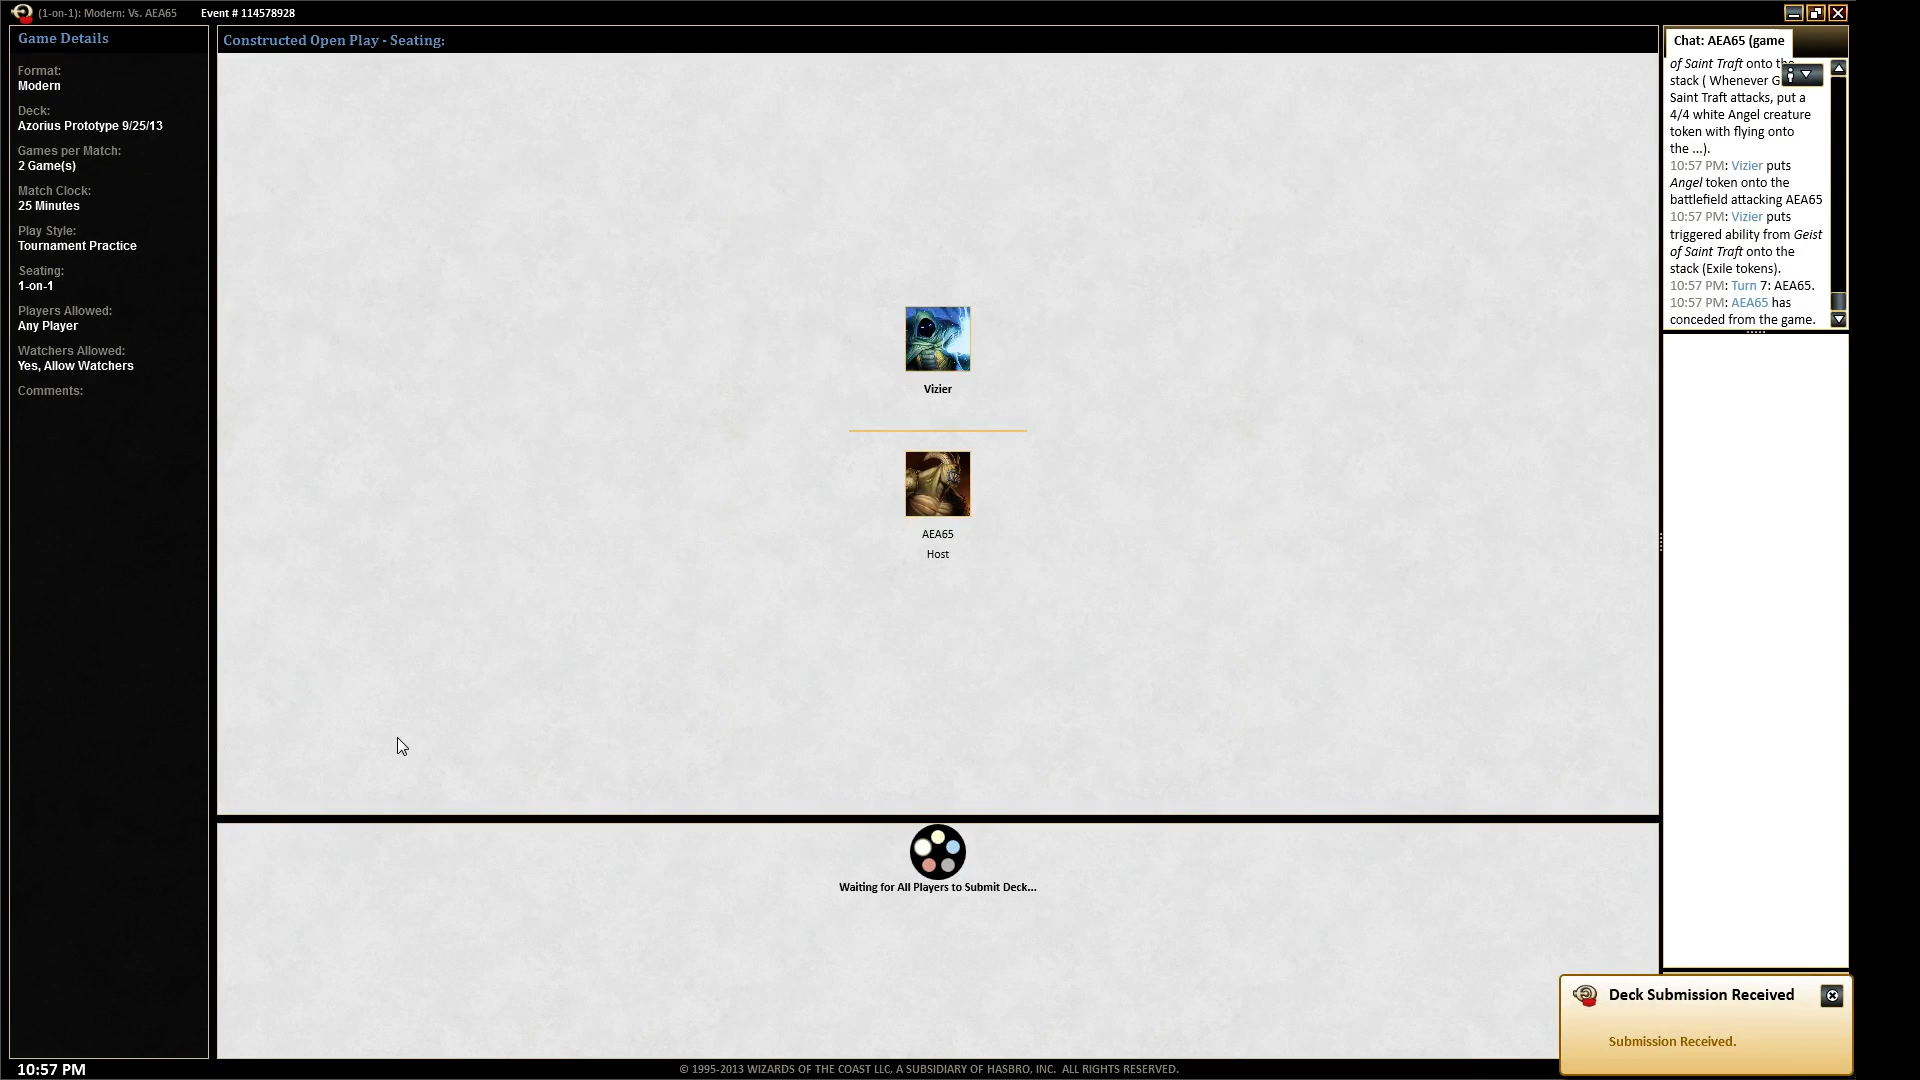 (1-on-1): Modern: Vs. AEA65
Event # 114578928
Game Details
Format:
Modern
Deck:
Azorius Prototype 9/25/13
Games per Match:
2 Game(s)
Match Clock:
25 Minutes
Play Style:
Tournament Practice
Seating:
1-on-1
Players Allowed:
Any Player
Watchers Allowed:
Yes, Allow Watchers
Comments:
Constructed Open Play - Seating:
Vizier
AEA65
Host
Waiting for All Players to Submit Deck...
Chat: AEA65 (game
of Saint Traft onto the
stack ( Whenever G
Saint Traft attacks, put a
4/4 white Angel creature
token with flying onto
the ...).
10:57 PM: Vizier puts
Angel token onto the
battlefield attacking AEA65
10:57 PM: Vizier puts
triggered ability from Geist
of Saint Traft onto the
stack (Exile tokens).
10:57 PM: Turn 7: AEA65.
10:57 PM: AEA65 has
conceded from the game.
Deck Submission Received
Submission Received.
10:57 PM
© 1995-2013 WIZARDS OF THE COAST LLC, A SUBSIDIARY OF HASBRO, INC. ALL RIGHTS RESERVED.